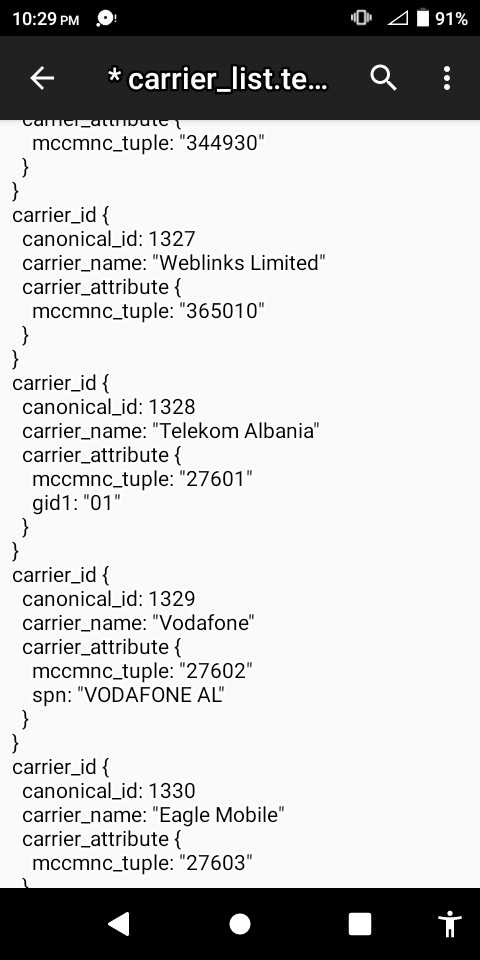 10:29 PM 91%
* carrier_list.te...
carrier_attribute {
mccmnc_tuple: "344930"
}
}
carrier_id {
canonical_id: 1327
carrier_name: "Weblinks Limited"
carrier_attribute {
mccmnc_tuple: "365010"
}
}
carrier_id {
canonical_id: 1328
carrier_name: "Telekom Albania"
carrier_attribute {
mccmnc_tuple: "27601"
gid1: "01"
}
}
carrier_id {
canonical_id: 1329
carrier_name: "Vodafone"
carrier_attribute {
mccmnc_tuple: "27602"
spn: "VODAFONE AL"
}
}
carrier_id {
canonical_id: 1330
carrier_name: "Eagle Mobile"
carrier_attribute {
mccmnc_tuple: "27603"
}